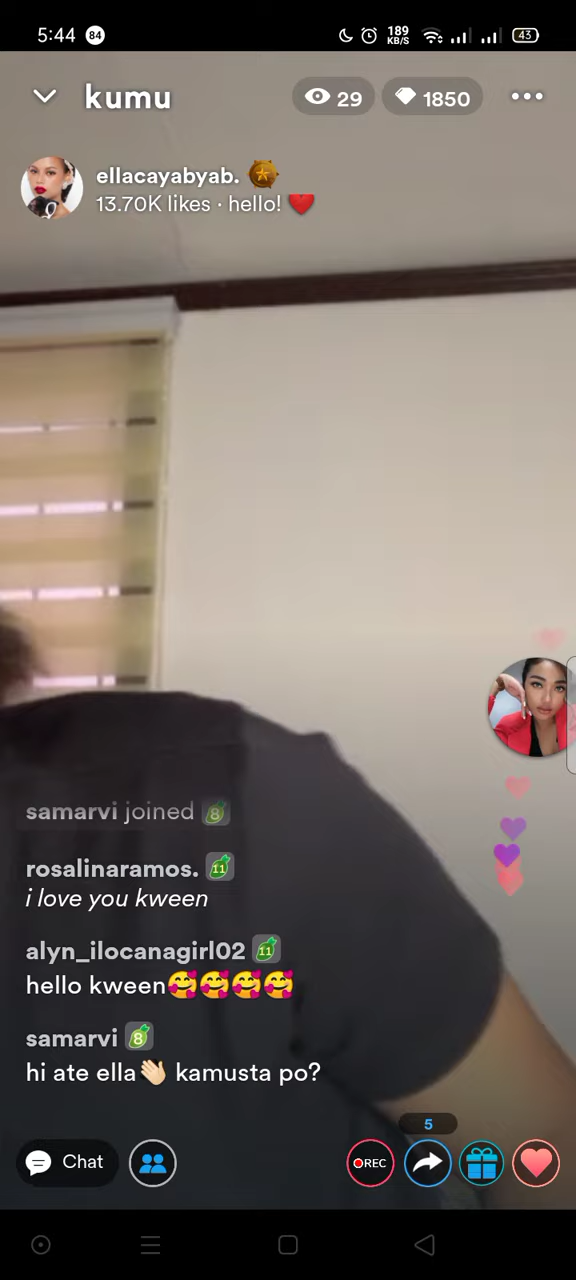 5:44 84 189 KB/S 43
kumu 29 1850
ellacayabyab.
13.70K likes · hello! ❤️
samarvi joined 8
rosalinaramos. 11
i love you kween
alyn_ilocanagirl02 11
hello kween🥰🥰🥰🥰
samarvi 8
hi ate ella👋🏻 kamusta po?
5
Chat REC